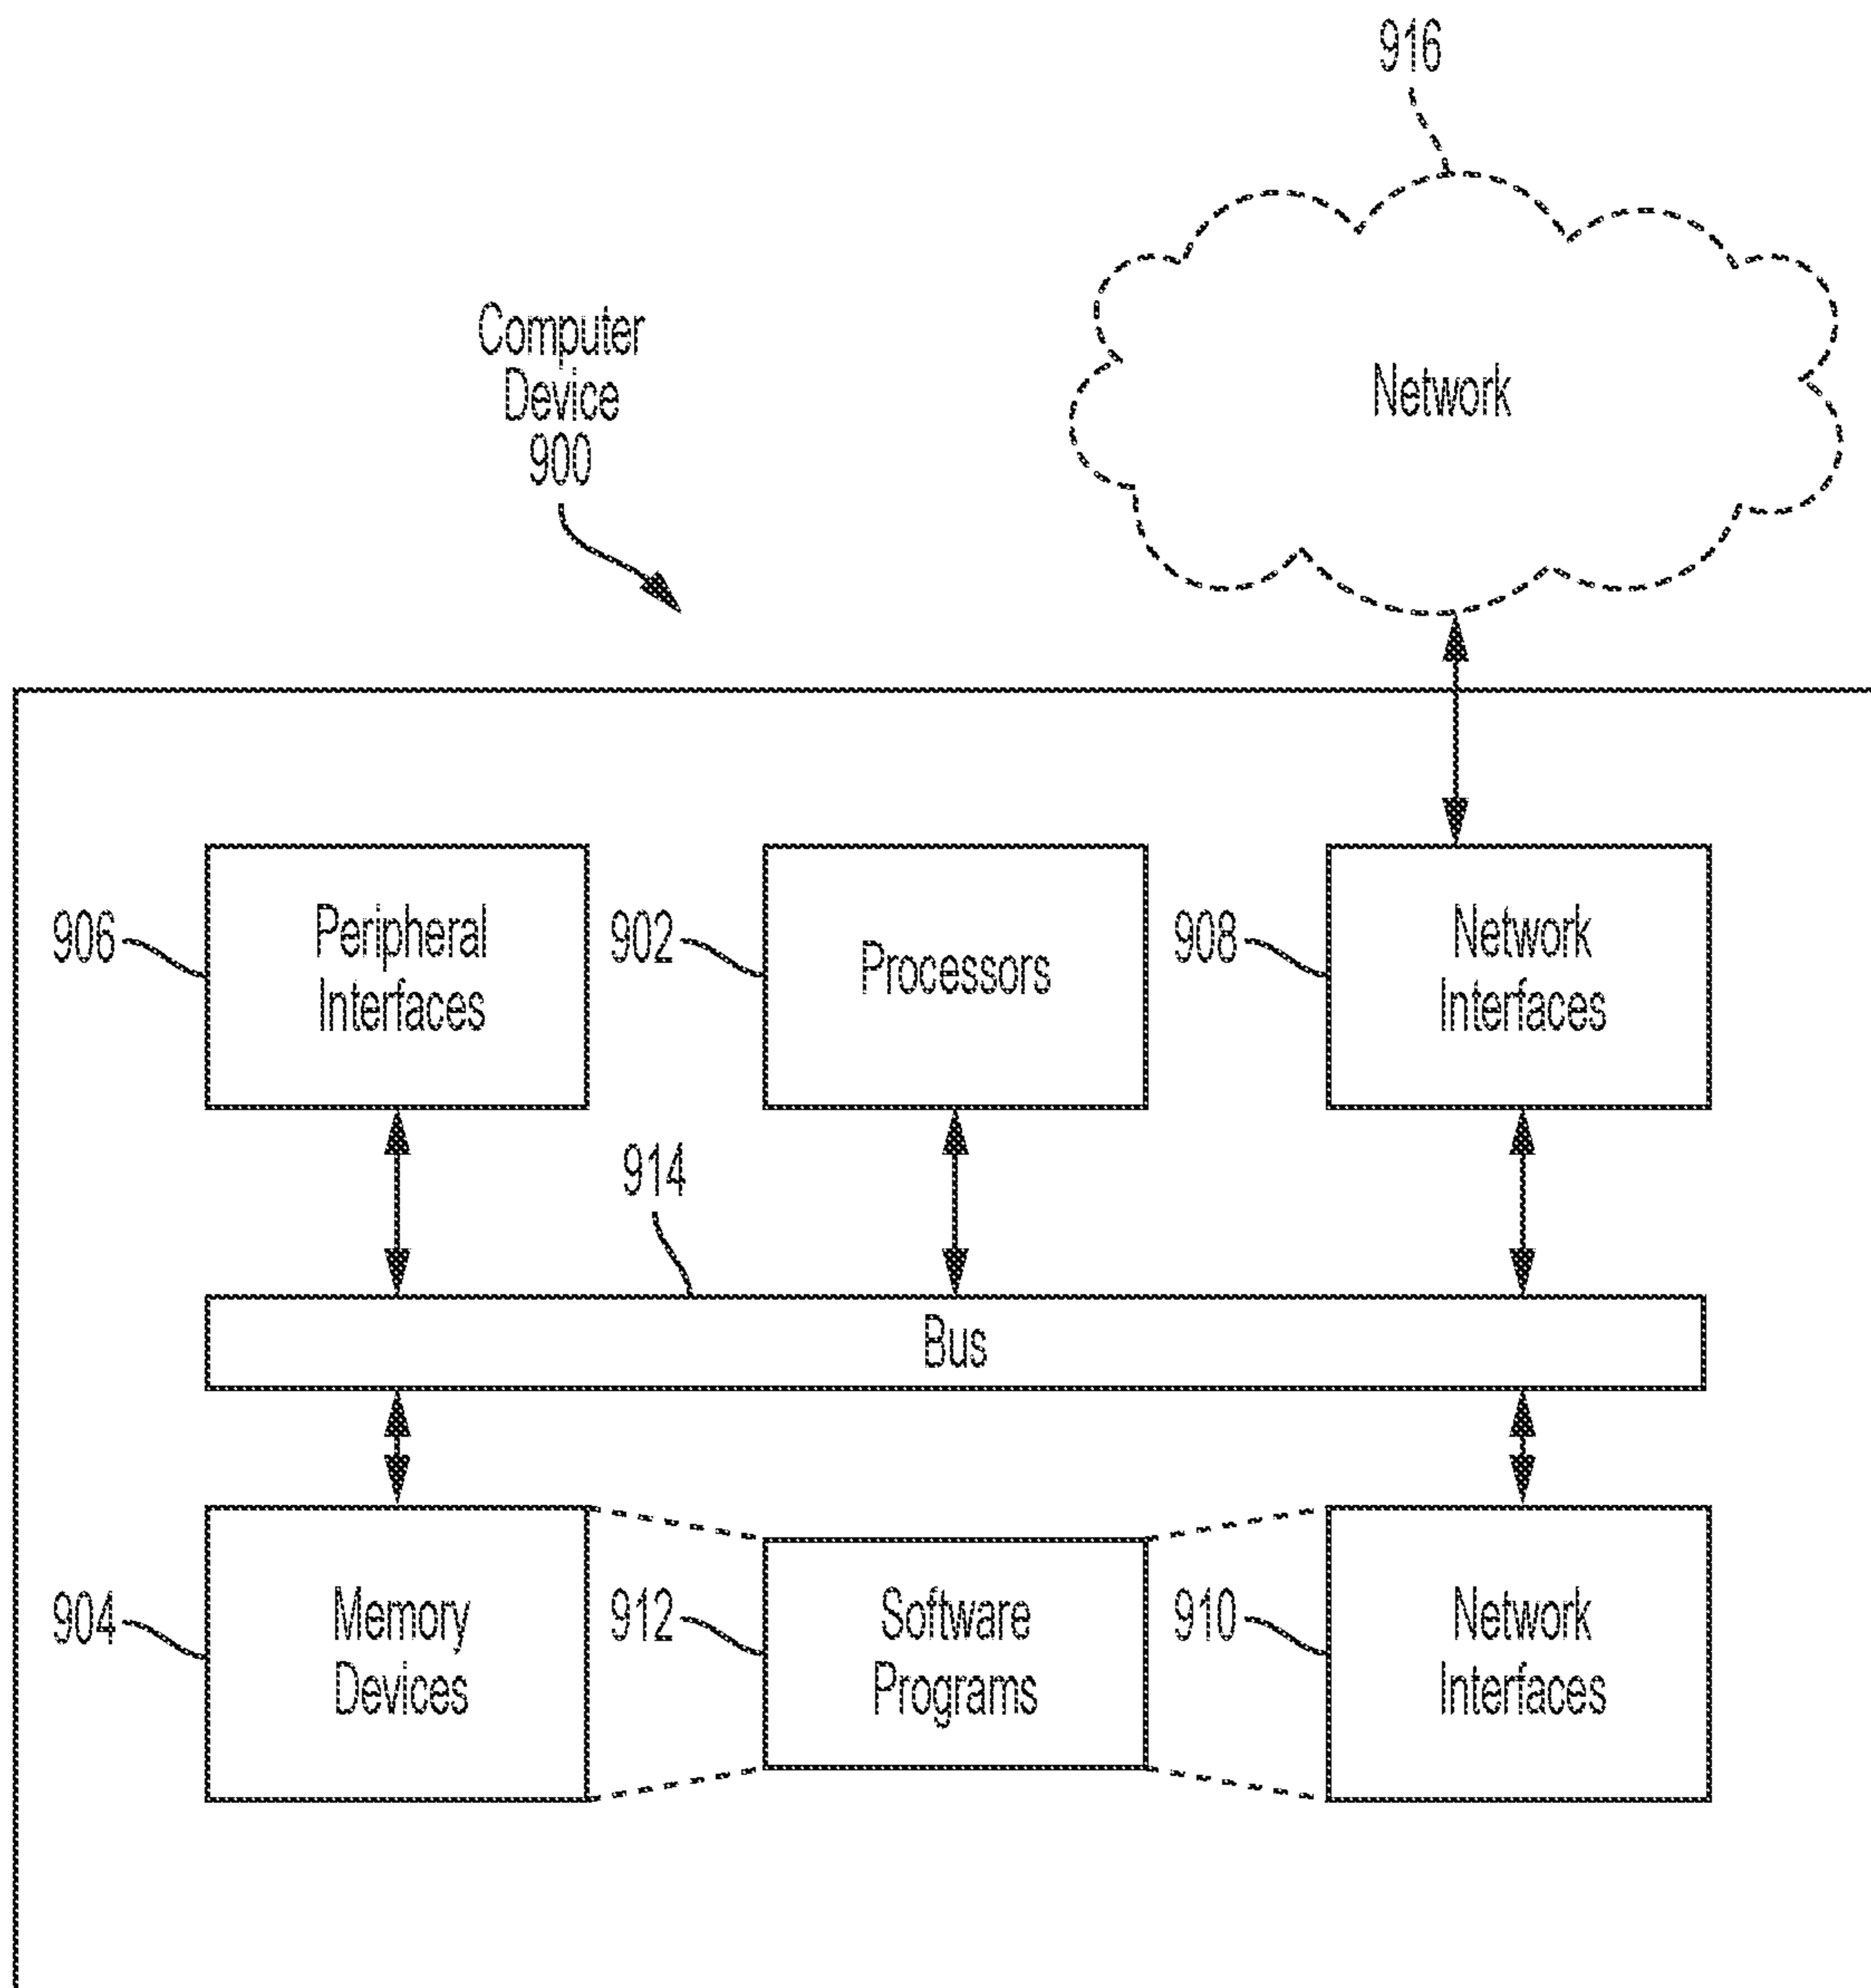 916
Computer
Device
900
Network
906
Peripheral
Interfaces
902
Processors
908
Network
Interfaces
914
Bus
904
Memory
Devices
912
Software
Programs
910
Network
Interfaces